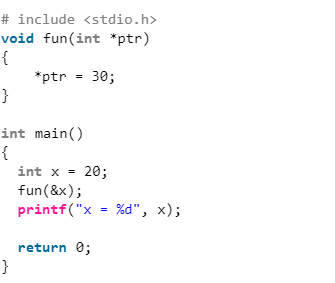 # include <stdio.h>
void fun(int *ptr)
{
    *ptr = 30;
}

int main()
{
  int x = 20;
  fun(&x);
  printf("x = %d", x);

  return 0;
}